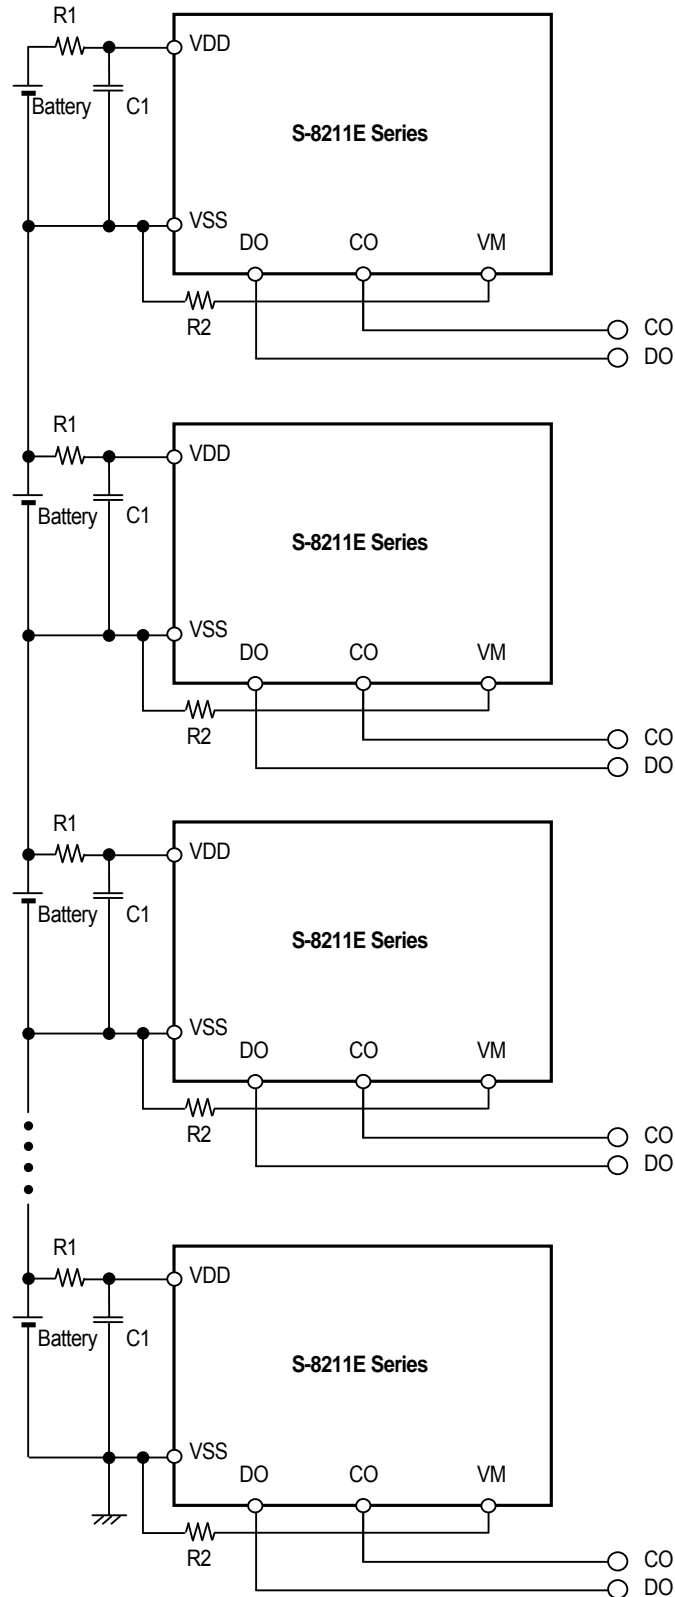 R1
VDD
Battery C1
S-8211E Series
VSS
DO CO VM
R2
CO
DO
R1
VDD
Battery C1
S-8211E Series
VSS
DO CO VM
R2
CO
DO
R1
VDD
Battery C1
S-8211E Series
VSS
DO CO VM
R2
CO
DO
R1
VDD
Battery C1
S-8211E Series
VSS
DO CO VM
R2
CO
DO